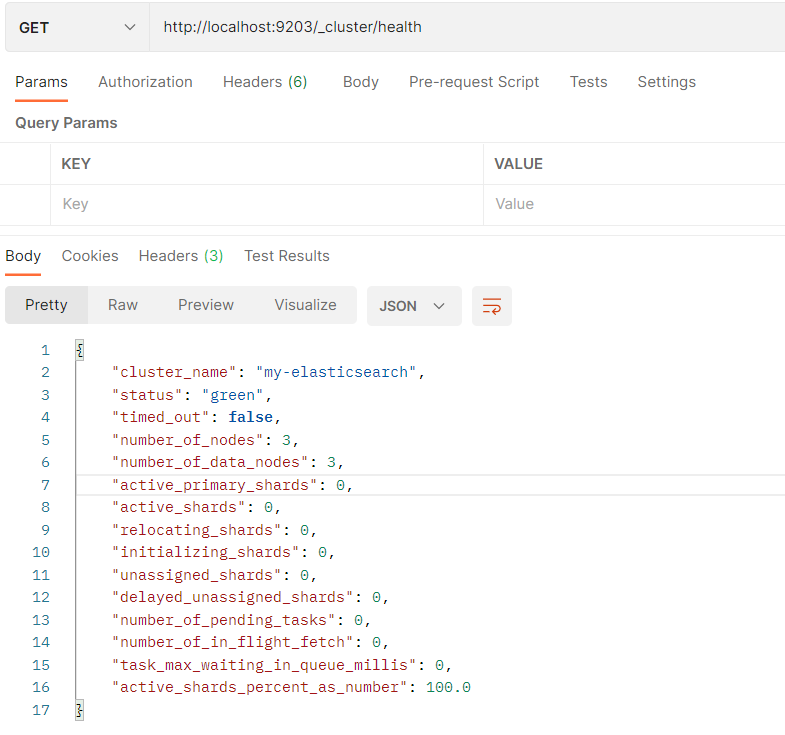 GET http://localhost:9203/_cluster/health
Params Authorization Headers (6) Body Pre-request Script Tests Settings
Query Params
KEY VALUE
Key Value
Body Cookies Headers (3) Test Results
Pretty Raw Preview Visualize JSON
1 {
2 "cluster_name": "my-elasticsearch",
3 "status": "green",
4 "timed_out": false,
5 "number_of_nodes": 3,
6 "number_of_data_nodes": 3,
7 "active_primary_shards": 0,
8 "active_shards": 0,
9 "relocating_shards": 0,
10 "initializing_shards": 0,
11 "unassigned_shards": 0,
12 "delayed_unassigned_shards": 0,
13 "number_of_pending_tasks": 0,
14 "number_of_in_flight_fetch": 0,
15 "task_max_waiting_in_queue_millis": 0,
16 "active_shards_percent_as_number": 100.0
17 }